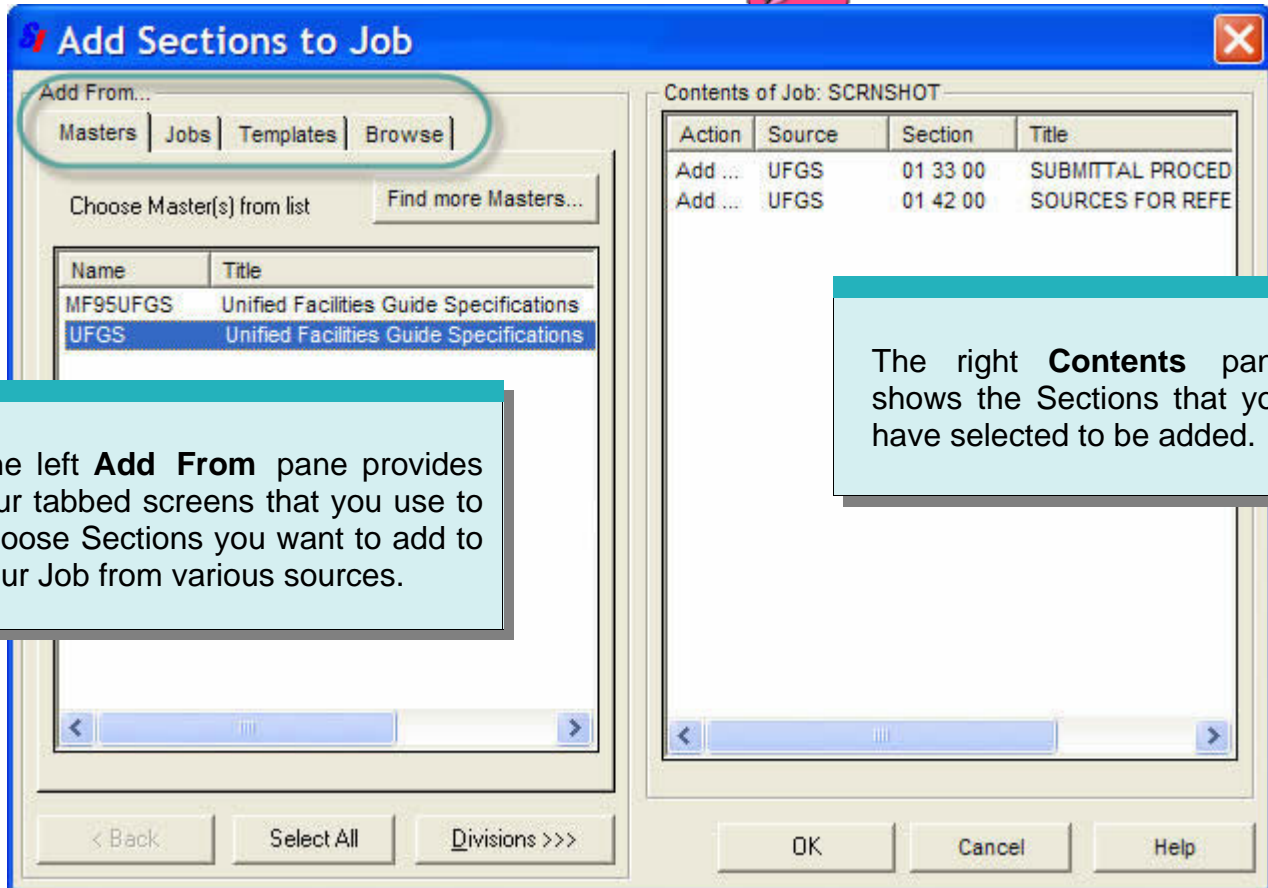 SI Add Sections to Job
Add From...
Masters Jobs Templates Browse
Choose Master(s) from list Find more Masters...
Name Title
MF95UFGS Unified Facilities Guide Specifications
UFGS Unified Facilities Guide Specifications
left Add From pane provides
tabbed screens that you use to
Sections you want to add to
Job from various sources.
< Back Select All Divisions >>>
Contents of Job: SCRNSHOT
Action Source Section Title
Add ... UFGS 01 33 00 SUBMITTAL PROCED
Add ... UFGS 01 42 00 SOURCES FOR REFE
The right Contents
shows the Sections that
have selected to be added.
OK Cancel Help